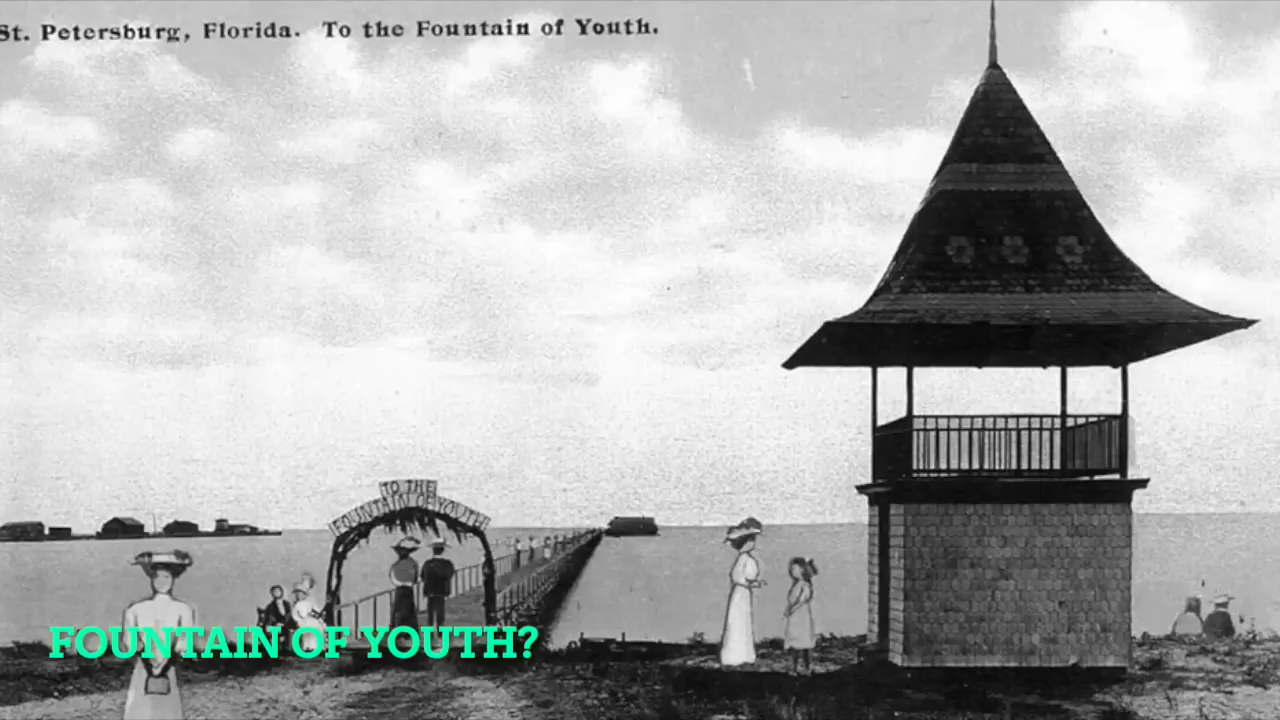 St. Petersburg, Florida. To the Fountain of Youth.
TO THE
FOUNTAIN OF YOUTH
FOUNTAIN OF YOUTH?